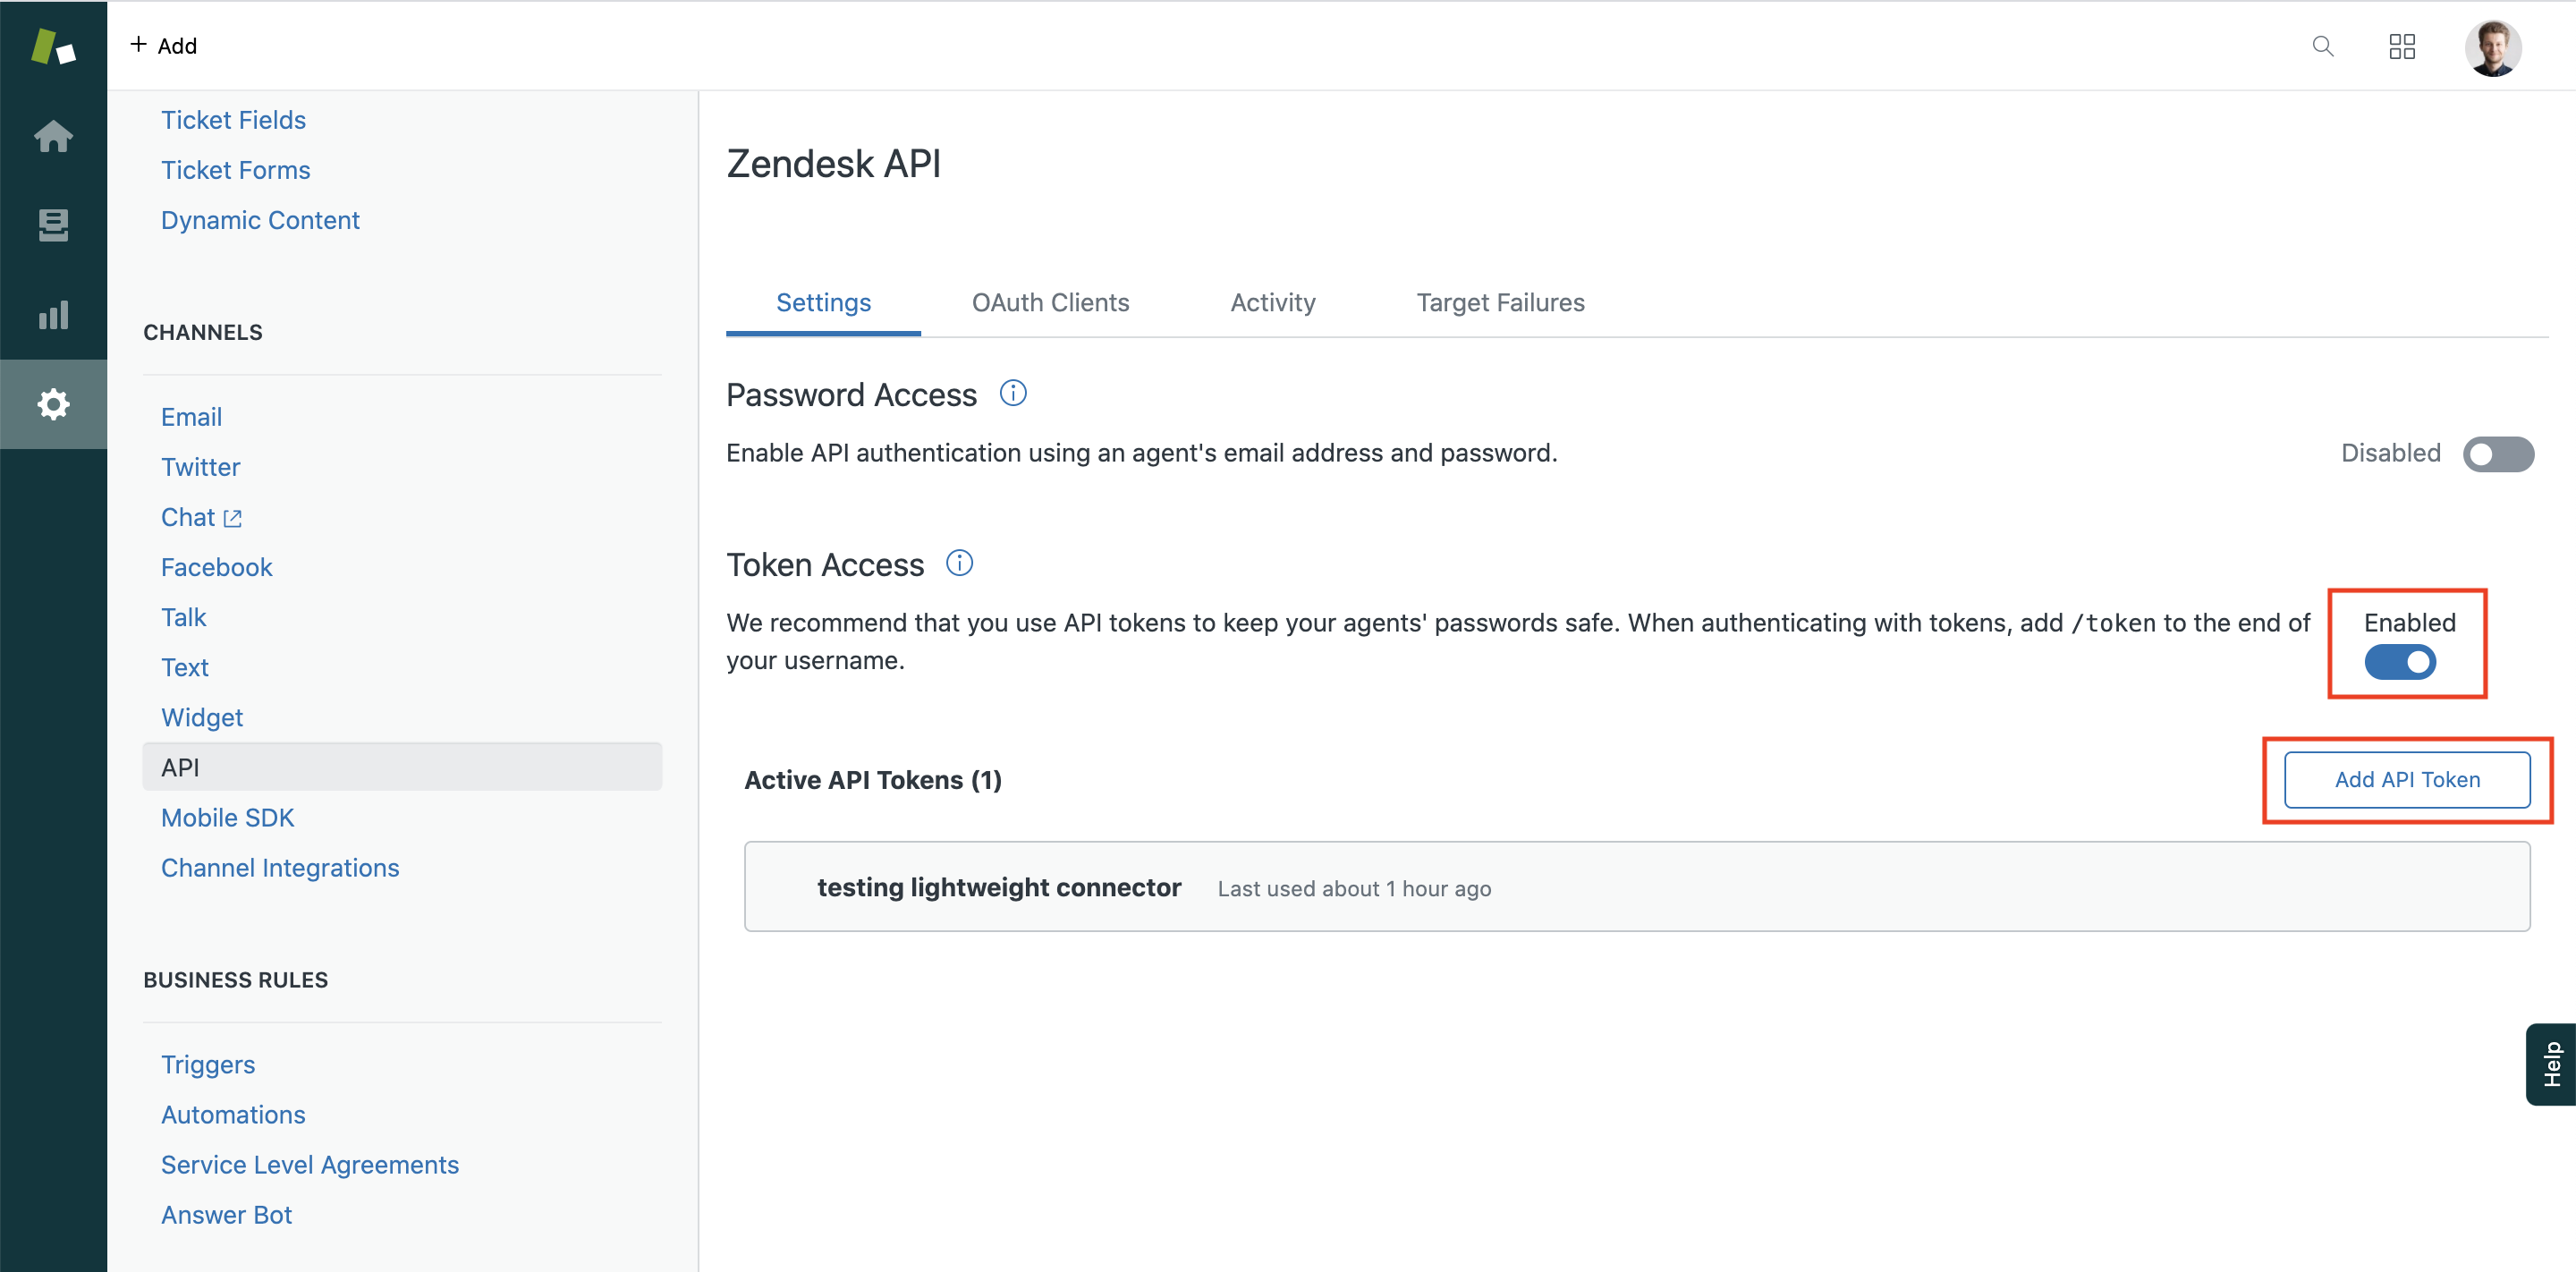 + Add
Ticket Fields
Ticket Forms
Dynamic Content
CHANNELS
Email
Twitter
Chat
Facebook
Talk
Text
Widget
API
Mobile SDK
Channel Integrations
BUSINESS RULES
Triggers
Automations
Service Level Agreements
Answer Bot
Zendesk API
Settings OAuth Clients Activity Target Failures
Password Access
Enable API authentication using an agent's email address and password.
Disabled
Token Access
We recommend that you use API tokens to keep your agents' passwords safe. When authenticating with tokens, add /token to the end of
your username.
Enabled
Active API Tokens (1)
Add API Token
testing lightweight connector Last used about 1 hour ago
Help